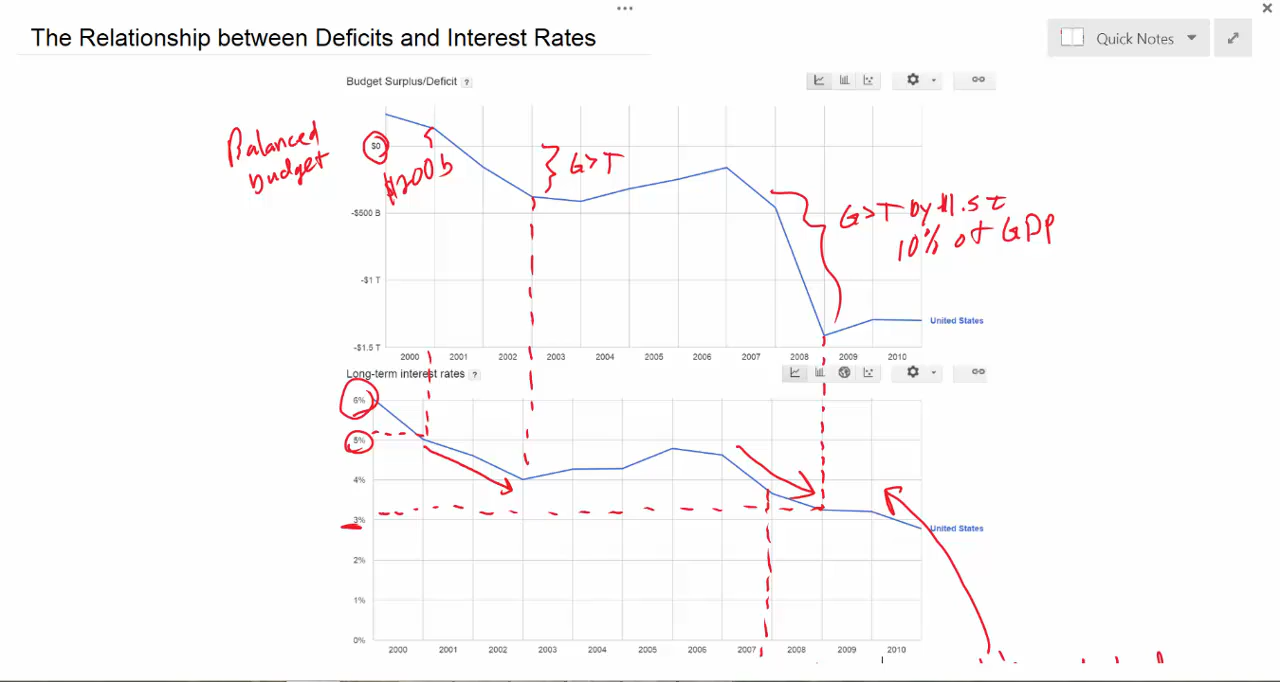 The Relationship between Deficits and Interest Rates
Quick Notes
Budget Surplus/Deficit ?
Balanced
budget
$0
$200b
G>T
-$500 B
G>T by $1.5 T
10% of GDP
-$1 T
United States
-$1.5 T
2000 2001 2002 2003 2004 2005 2006 2007 2008 2009 2010
Long-term interest rates ?
6%
5%
4%
3%
United States
2%
1%
0%
2000 2001 2002 2003 2004 2005 2006 2007 2008 2009 2010